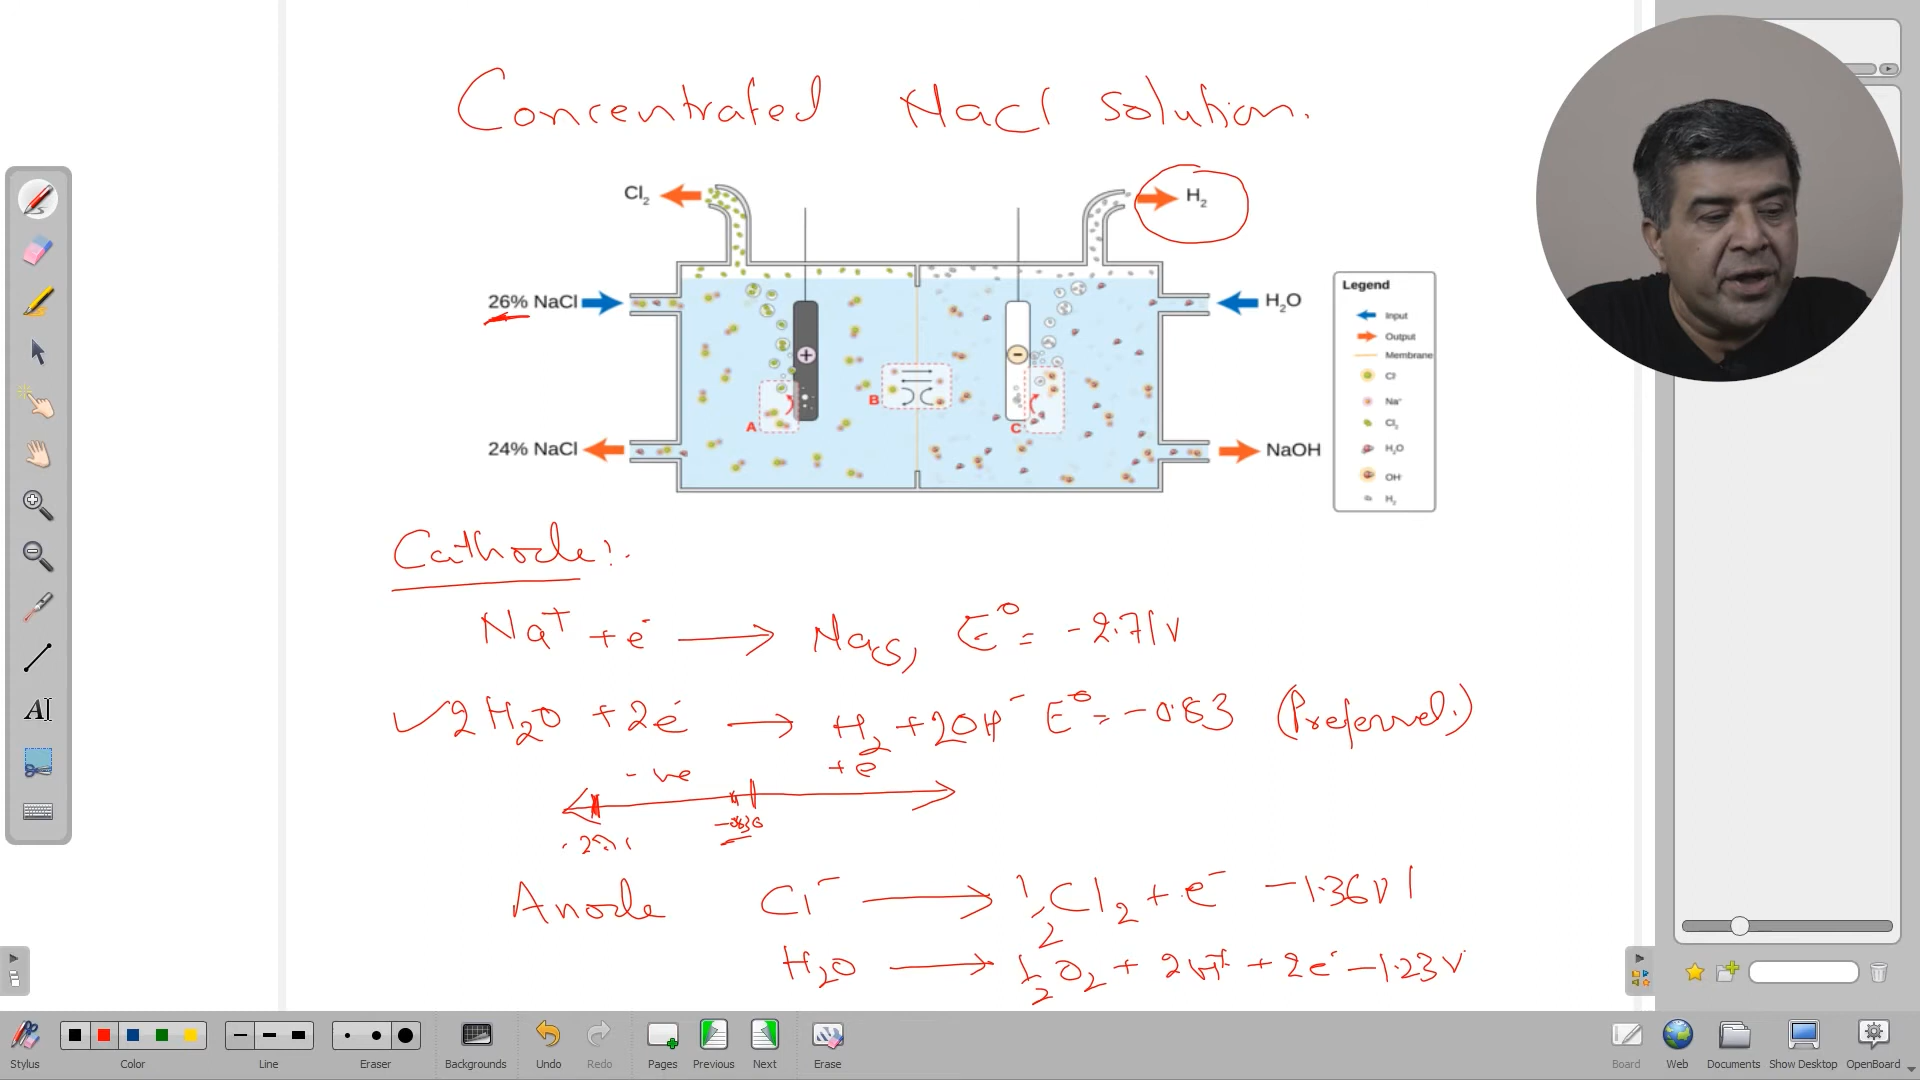 Concentrated NaCl solution.
Cl₂
H₂
26% NaCl
H₂O
Legend
Input
Output
Membrane
Cl⁻
Na⁺
Cl₂
H₂O
OH⁻
H₂
A
B
C
+
−
24% NaCl
NaOH
Cathode:
Na⁺ + e⁻ ⟶ Na(s), E° = -2.71V
✓ 2H₂O + 2e⁻ ⟶ H₂ + 2OH⁻ E° = -0.83 (Preferred.)
-ve +e
-0.83 0
Anode Cl⁻ ⟶ 1/2 Cl₂ + e⁻ -1.36V
H₂O ⟶ 1/2 O₂ + 2H⁺ + 2e⁻ -1.23V
Stylus
Color
Line
Eraser
Backgrounds
Undo
Redo
Pages
Previous
Next
Erase
Board
Web
Documents
Show Desktop
OpenBoard